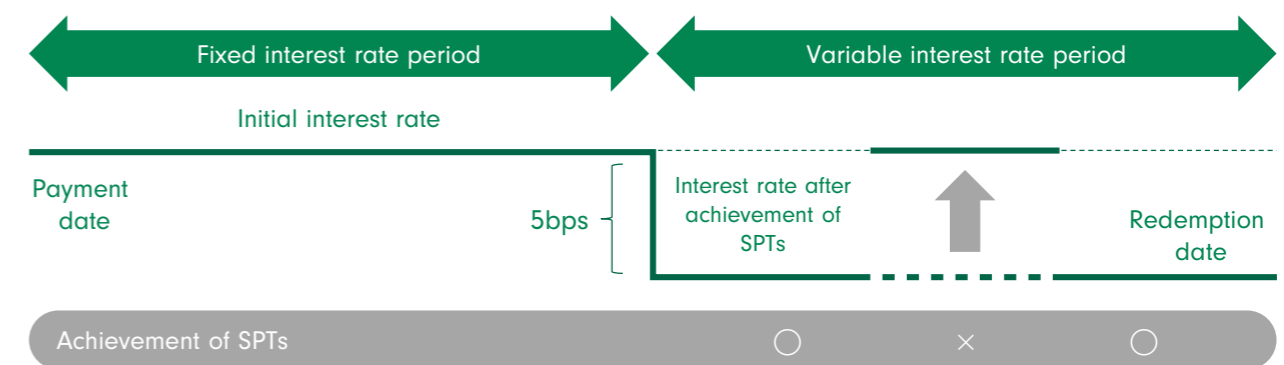 Fixed interest rate period
Variable interest rate period
Initial interest rate
Payment
date
5bps
Interest rate after
achievement of
SPTs
Redemption
date
Achievement of SPTs
○
×
○